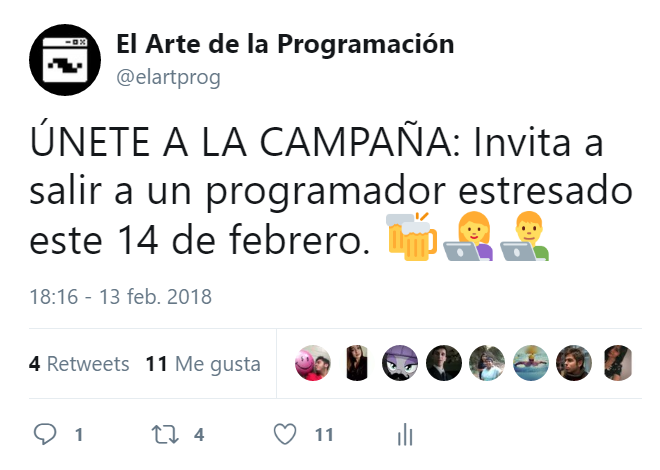 El Arte de la Programación
@elartprog
ÚNETE A LA CAMPAÑA: Invita a
salir a un programador estresado
este 14 de febrero. 🍻👩‍💻👨‍💻
18:16 - 13 feb. 2018
4 Retweets 11 Me gusta
1 4 11